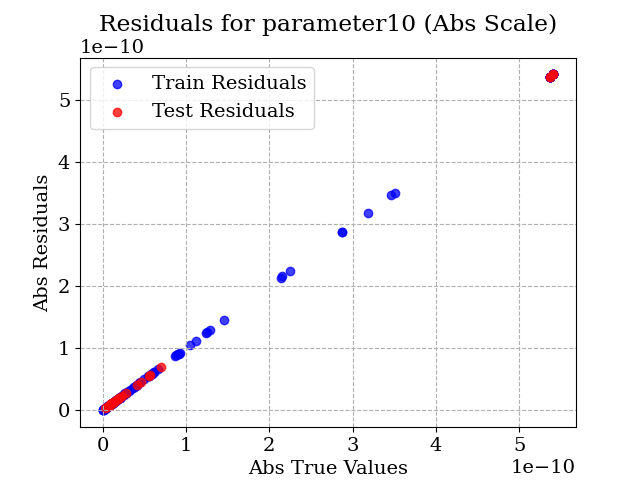 Residuals for parameter10 (Abs Scale)
1e−10
Train Residuals
Test Residuals
Abs Residuals
5
4
3
2
1
0
0 1 2 3 4 5
Abs True Values
1e−10